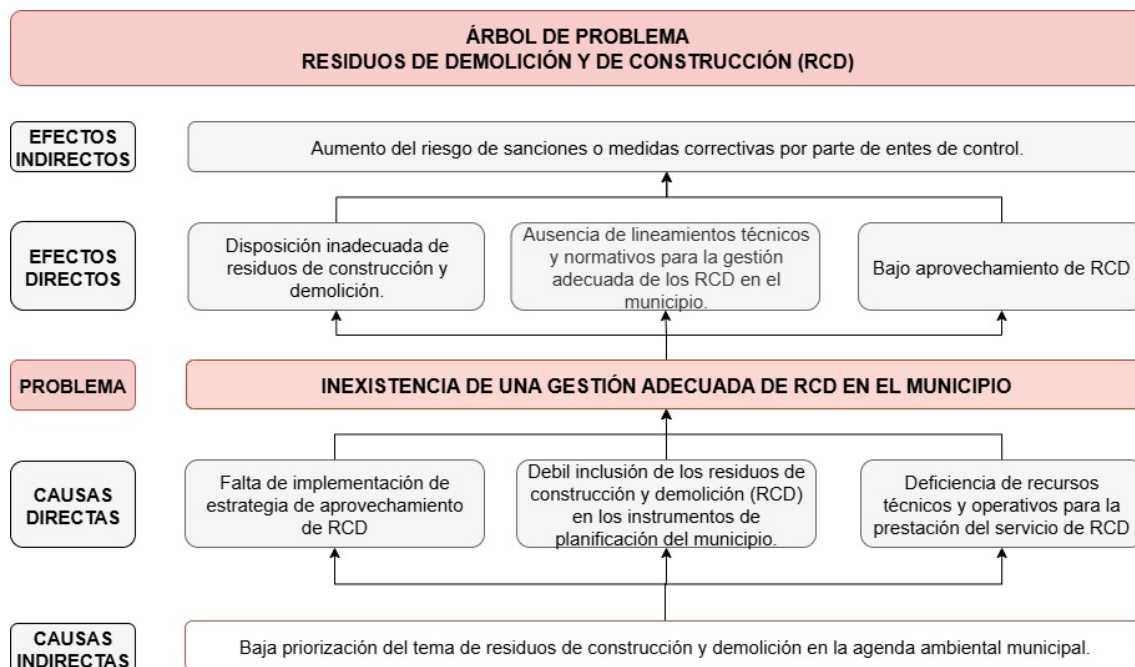 ÁRBOL DE PROBLEMA
RESIDUOS DE DEMOLICIÓN Y DE CONSTRUCCIÓN (RCD)
EFECTOS
INDIRECTOS
Aumento del riesgo de sanciones o medidas correctivas por parte de entes de control.
EFECTOS
DIRECTOS
Disposición inadecuada de
residuos de construcción y
demolición.
Ausencia de lineamientos técnicos
y normativos para la gestión
adecuada de los RCD en el
municipio.
Bajo aprovechamiento de RCD
PROBLEMA
INEXISTENCIA DE UNA GESTIÓN ADECUADA DE RCD EN EL MUNICIPIO
CAUSAS
DIRECTAS
Falta de implementación de
estrategia de aprovechamiento
de RCD
Debil inclusión de los residuos de
construcción y demolición (RCD)
en los instrumentos de
planificación del municipio.
Deficiencia de recursos
técnicos y operativos para la
prestación del servicio de RCD
CAUSAS
INDIRECTAS
Baja priorización del tema de residuos de construcción y demolición en la agenda ambiental municipal.